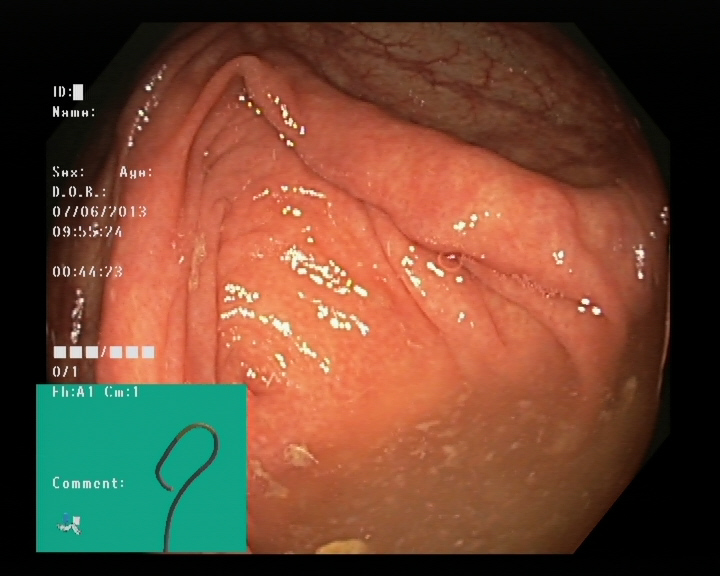 ID:
Name:
Sex: Age:
D.O.B.:
07/06/2013
09:55:24
00:44:23
0/1
Eh:A1 Cm:1
Comment: